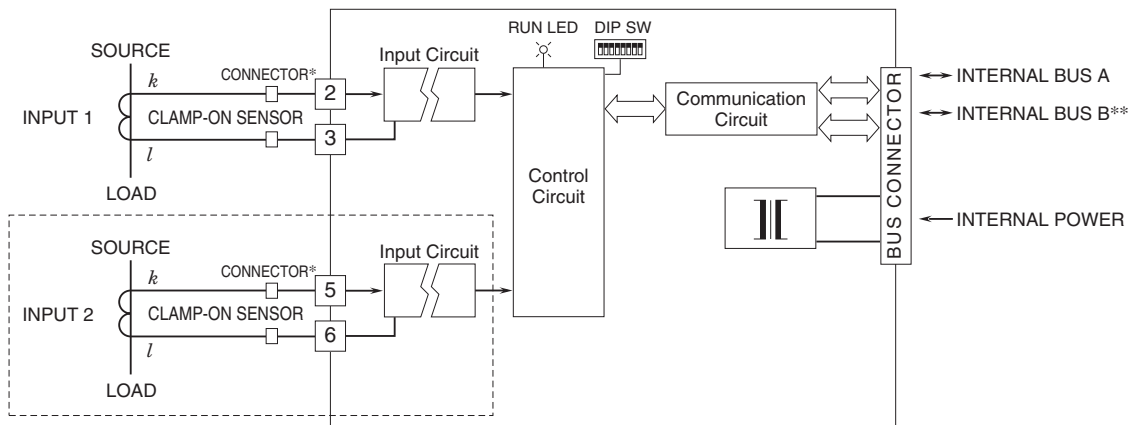 RUN LED
DIP SW
SOURCE
k
CONNECTOR*
2
Input Circuit
INPUT 1
CLAMP-ON SENSOR
3
l
LOAD
Control
Circuit
Communication
Circuit
BUS CONNECTOR
INTERNAL BUS A
INTERNAL BUS B**
INTERNAL POWER
SOURCE
k
CONNECTOR*
5
Input Circuit
INPUT 2
CLAMP-ON SENSOR
6
l
LOAD